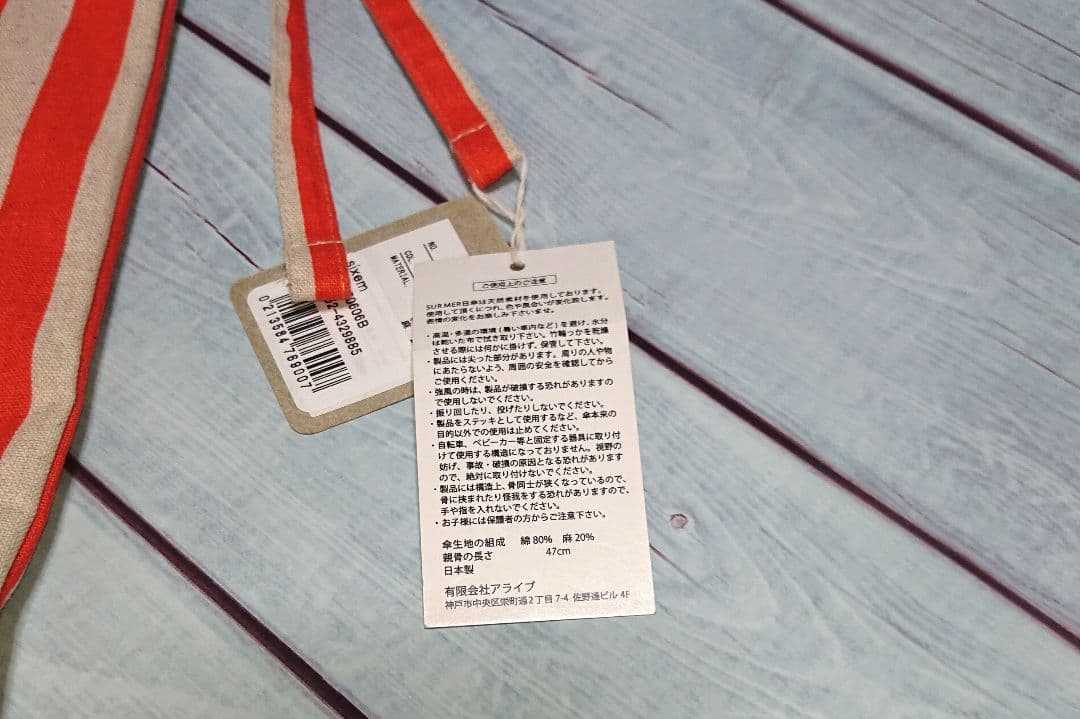 NO.
COL
MATERIAL
sixem
0606B
2-4329885
0213584769007
ご使用上のご注意
SUR MER日傘は天然素材を使用しております。
使用して頂くにつれ、色や風合いが変化致します。
表情の変化をお楽しみ下さいませ。
・高温・多湿の環境(暑い車内など)を避け、水分
は乾いた布で拭き取り下さい。竹輪っかを乾燥
させる際には何かに掛けず、保管して下さい。
・製品には尖った部分があります。周りの人や物
にあたらないよう、周囲の安全を確認してから
ご使用ください。
・強風の時は、製品が破損する恐れがありますの
で使用しないでください。
・振り回したり、投げたりしないでください。
・製品をステッキとして使用するなど、傘本来の
目的以外での使用は止めてください。
・自転車、ベビーカー等と固定する器具に取り付
けて使用する構造になっておりません。視野の
妨げ、事故・破損の原因となる恐れがあります
ので、絶対に取り付けないでください。
・製品には構造上、骨同士が狭くなっているので、
骨に挟まれたり怪我をする恐れがありますので、
手や指を入れないでください。
・お子様には保護者の方からご注意下さい。
傘生地の組成 綿80% 麻20%
親骨の長さ 47cm
日本製
有限会社アライブ
神戸市中央区栄町通2丁目7-4 佐野達ビル 4F